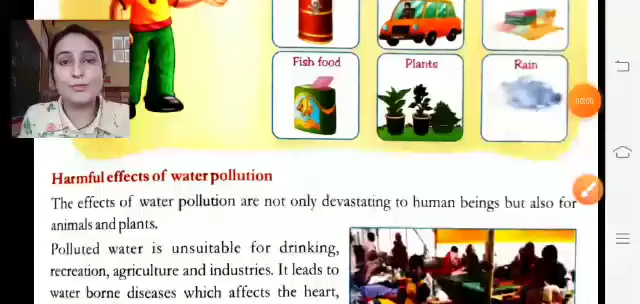 Fish food
Plants
Rain
00:00
Harmful effects of water pollution
The effects of water pollution are not only devastating to human beings but also for
animals and plants.
Polluted water is unsuitable for drinking,
recreation, agriculture and industries. It leads to
water borne diseases which affects the heart,